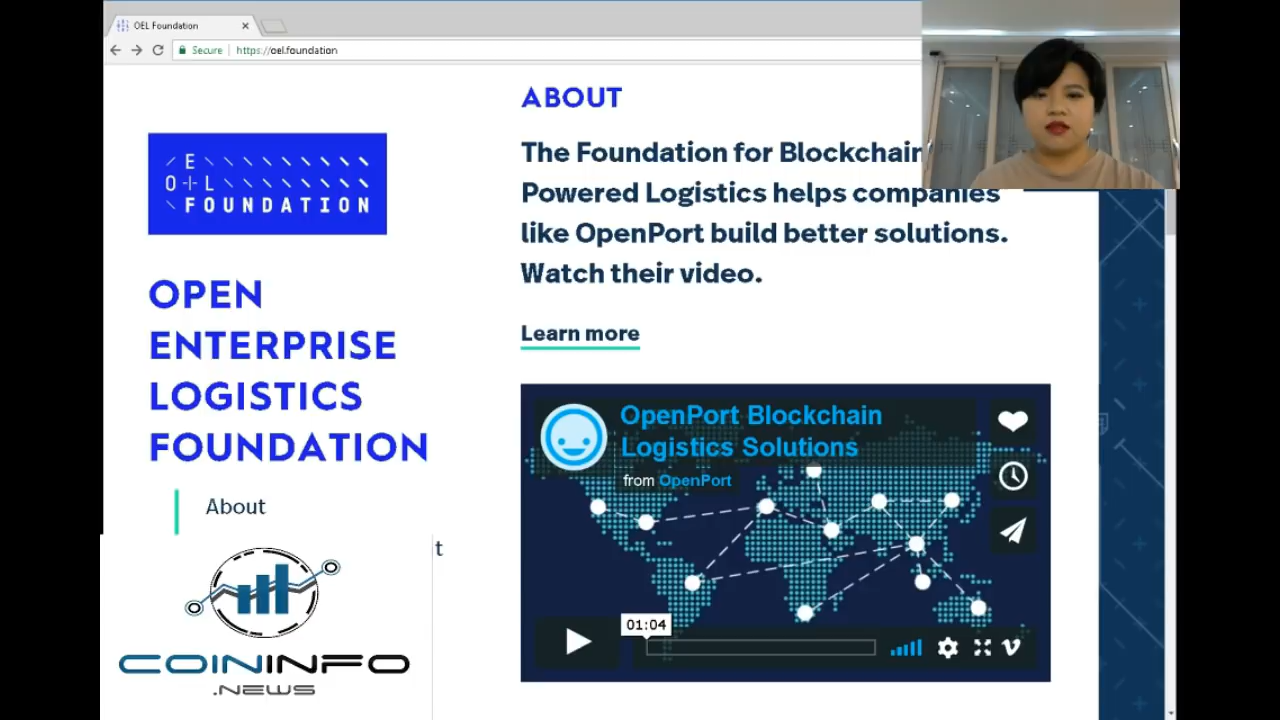 OEL Foundation
Secure https://oel.foundation
E
O L
FOUNDATION
OPEN
ENTERPRISE
LOGISTICS
FOUNDATION
About
t
ABOUT
The Foundation for Blockchain
Powered Logistics helps companies
like OpenPort build better solutions.
Watch their video.
Learn more
OpenPort Blockchain
Logistics Solutions
from OpenPort
01:04
COININFO
.NEWS